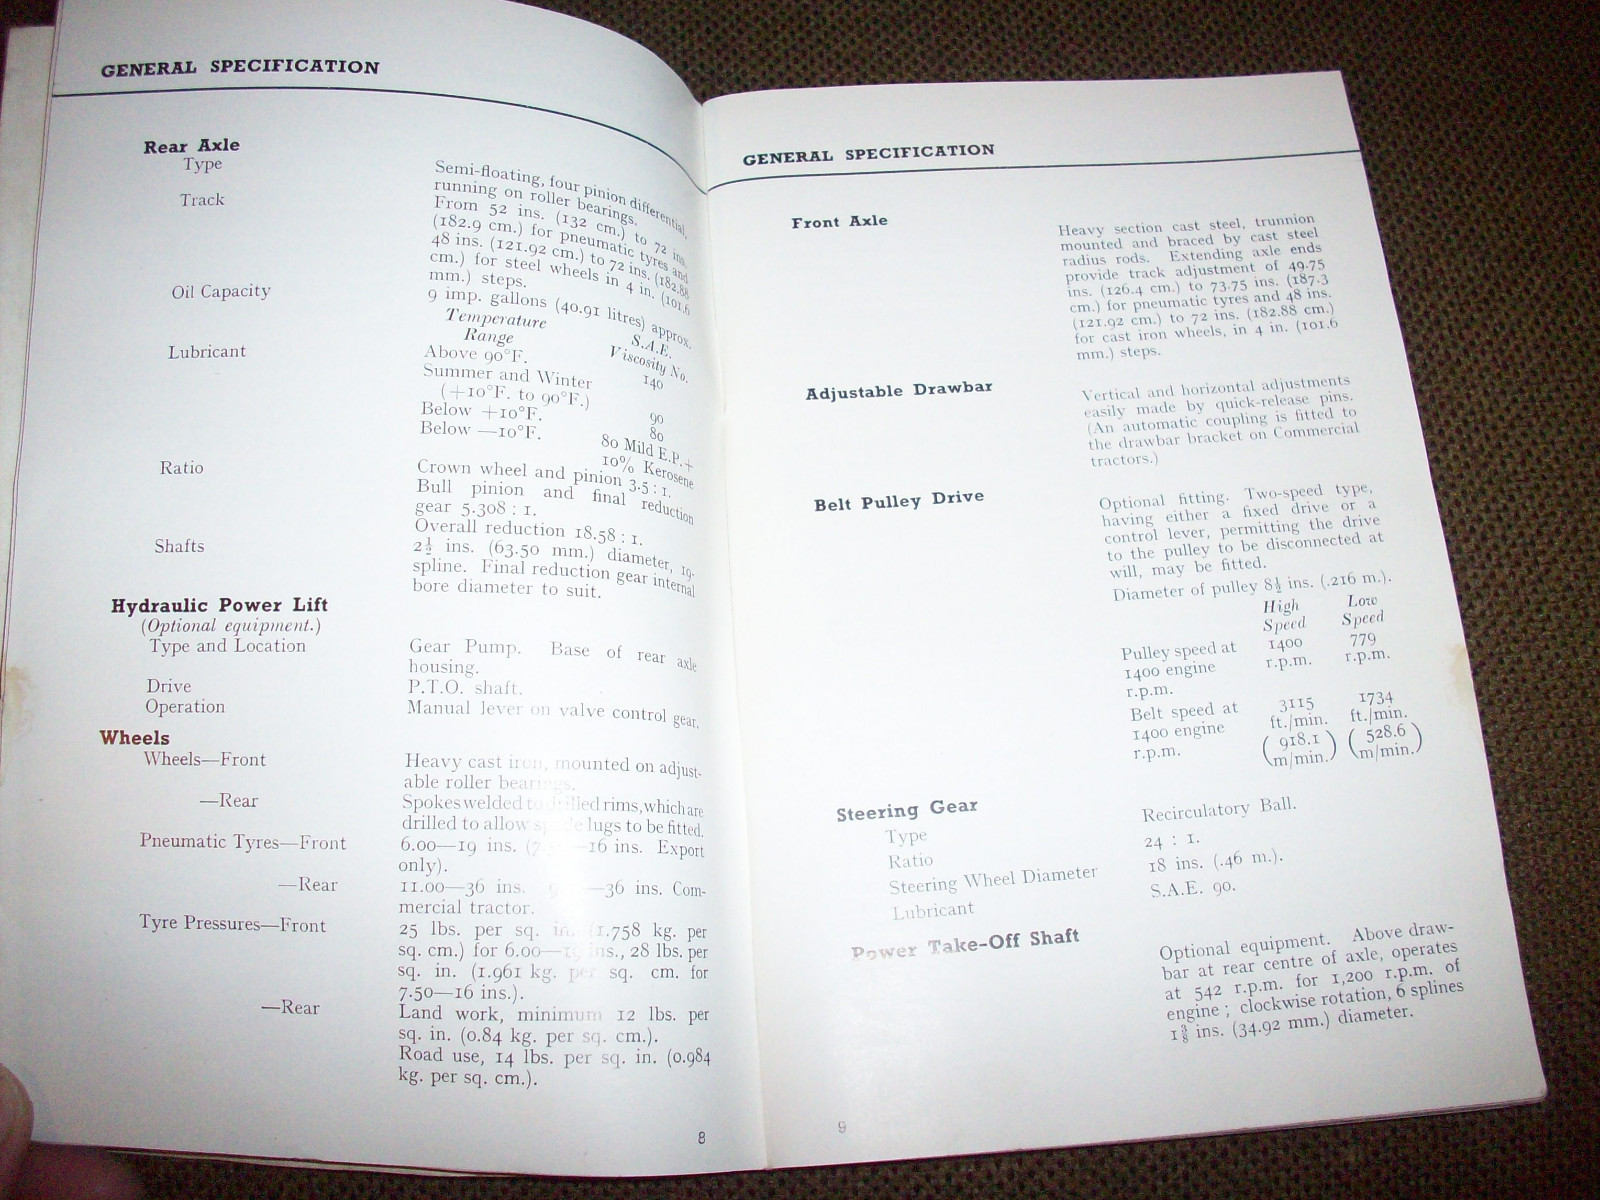 GENERAL SPECIFICATION
Rear Axle
Type
Semi-floating, four pinion differential,
running on roller bearings.
Track
From 52 ins. (132 cm.) to 72 ins.
(182.9 cm.) for pneumatic tyres and
48 ins. (121.92 cm.) to 72 ins. (182.88
cm.) for steel wheels in 4 in. (101.6
mm.) steps.
Oil Capacity
9 imp. gallons (40.91 litres) approx.
Temperature S.A.E.
Range Viscosity No.
Lubricant
Above 90°F. 140
Summer and Winter
(+10°F. to 90°F.) 90
Below +10°F. 80
Below —10°F. 80 Mild E.P.+
10% Kerosene
Ratio
Crown wheel and pinion 3.5 : 1.
Bull pinion and final reduction
gear 5.308 : 1.
Overall reduction 18.58 : 1.
Shafts
2½ ins. (63.50 mm.) diameter, 19-
spline. Final reduction gear internal
bore diameter to suit.
Hydraulic Power Lift
(Optional equipment.)
Type and Location
Gear Pump. Base of rear axle
housing.
Drive
P.T.O. shaft.
Operation
Manual lever on valve control gear.
Wheels
Wheels—Front
Heavy cast iron, mounted on adjust-
able roller bearings.
—Rear
Spokes welded to drilled rims, which are
drilled to allow spade lugs to be fitted.
Pneumatic Tyres—Front
6.00—19 ins. (7.50—16 ins. Export
only).
—Rear
11.00—36 ins. —36 ins. Com-
mercial tractor.
Tyre Pressures—Front
25 lbs. per sq. in. (1.758 kg. per
sq. cm.) for 6.00—19 ins., 28 lbs. per
sq. in. (1.961 kg. per sq. cm. for
7.50—16 ins.).
—Rear
Land work, minimum 12 lbs. per
sq. in. (0.84 kg. per sq. cm.).
Road use, 14 lbs. per sq. in. (0.984
kg. per sq. cm.).
8
GENERAL SPECIFICATION
Front Axle
Heavy section cast steel, trunnion
mounted and braced by cast steel
radius rods. Extending axle ends
provide track adjustment of 49.75
ins. (126.4 cm.) to 73.75 ins. (187.3
cm.) for pneumatic tyres and 48 ins.
(121.92 cm.) to 72 ins. (182.88 cm.)
for cast iron wheels, in 4 in. (101.6
mm.) steps.
Adjustable Drawbar
Vertical and horizontal adjustments
easily made by quick-release pins.
(An automatic coupling is fitted to
the drawbar bracket on Commercial
tractors.)
Belt Pulley Drive
Optional fitting. Two-speed type,
having either a fixed drive or a
control lever, permitting the drive
to the pulley to be disconnected at
will, may be fitted.
Diameter of pulley 8½ ins. (.216 m.).
High Low
Speed Speed
Pulley speed at 1400 779
1400 engine r.p.m. r.p.m.
r.p.m.
Belt speed at 3115 1734
1400 engine ft./min. ft./min.
r.p.m. (918.1 (528.6
m/min.) m/min.)
Steering Gear
Type
Recirculatory Ball.
Ratio
24 : 1.
Steering Wheel Diameter
18 ins. (.46 m.).
Lubricant
S.A.E. 90.
Power Take-Off Shaft
Optional equipment. Above draw-
bar at rear centre of axle, operates
at 542 r.p.m. for 1,200 r.p.m. of
engine ; clockwise rotation, 6 splines
1⅜ ins. (34.92 mm.) diameter.
9